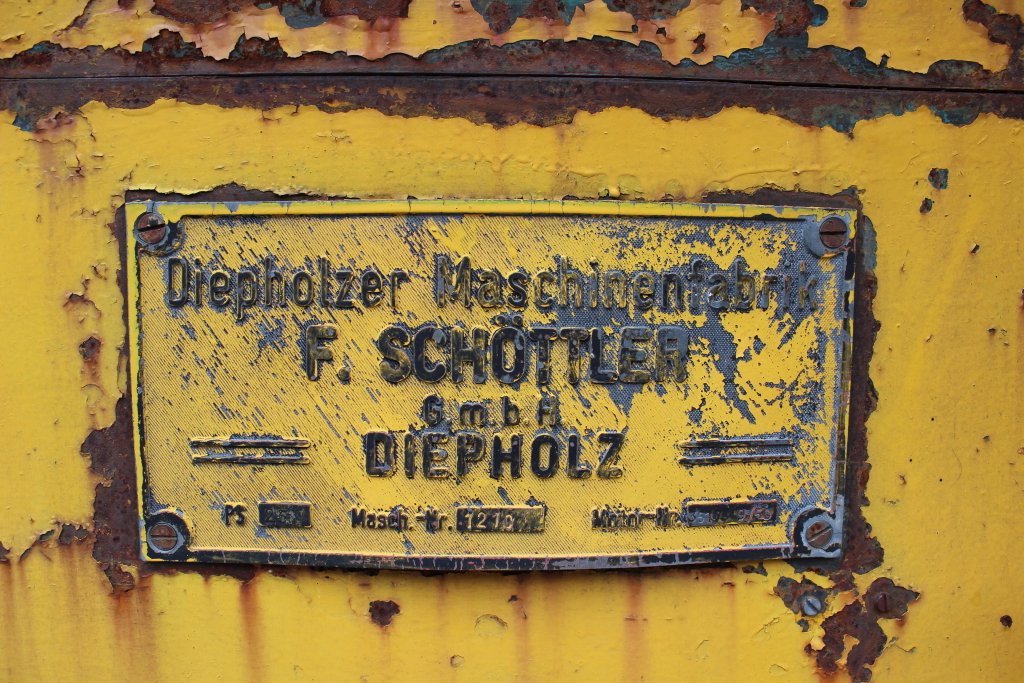 Diepholzer Maschinenfabrik
F. SCHÖTTLER
G.m.b.H
DIEPHOLZ
PS Masch.-Nr. Motor-Nr.